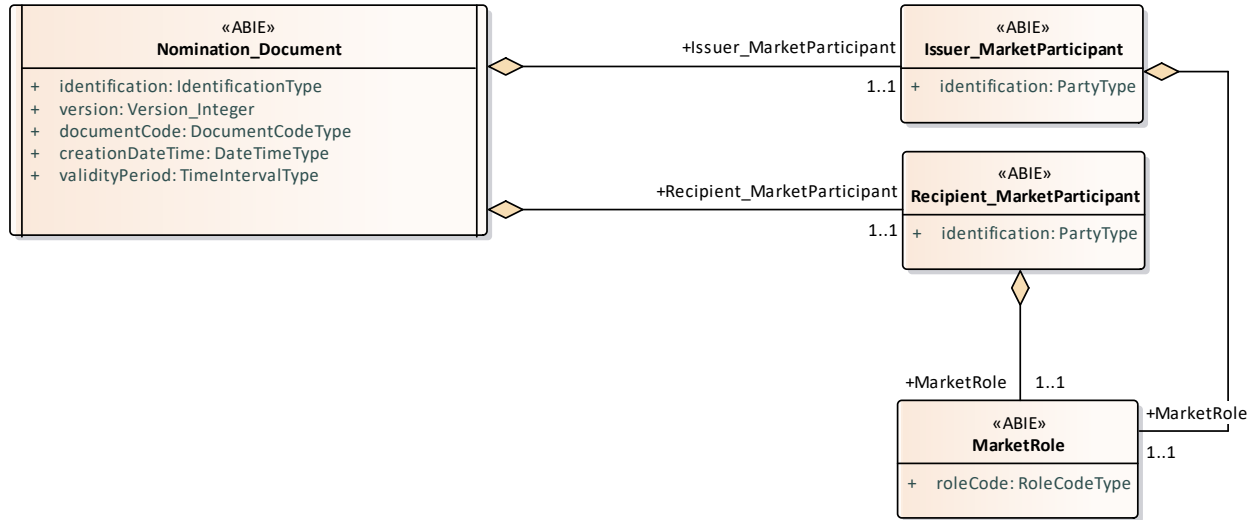 «ABIE»
Nomination_Document
+ identification: IdentificationType
+ version: Version_Integer
+ documentCode: DocumentCodeType
+ creationDateTime: DateTimeType
+ validityPeriod: TimeIntervalType
+Issuer_MarketParticipant
1..1
«ABIE»
Issuer_MarketParticipant
+ identification: PartyType
+Recipient_MarketParticipant
1..1
«ABIE»
Recipient_MarketParticipant
+ identification: PartyType
+MarketRole 1..1
+MarketRole
1..1
«ABIE»
MarketRole
+ roleCode: RoleCodeType